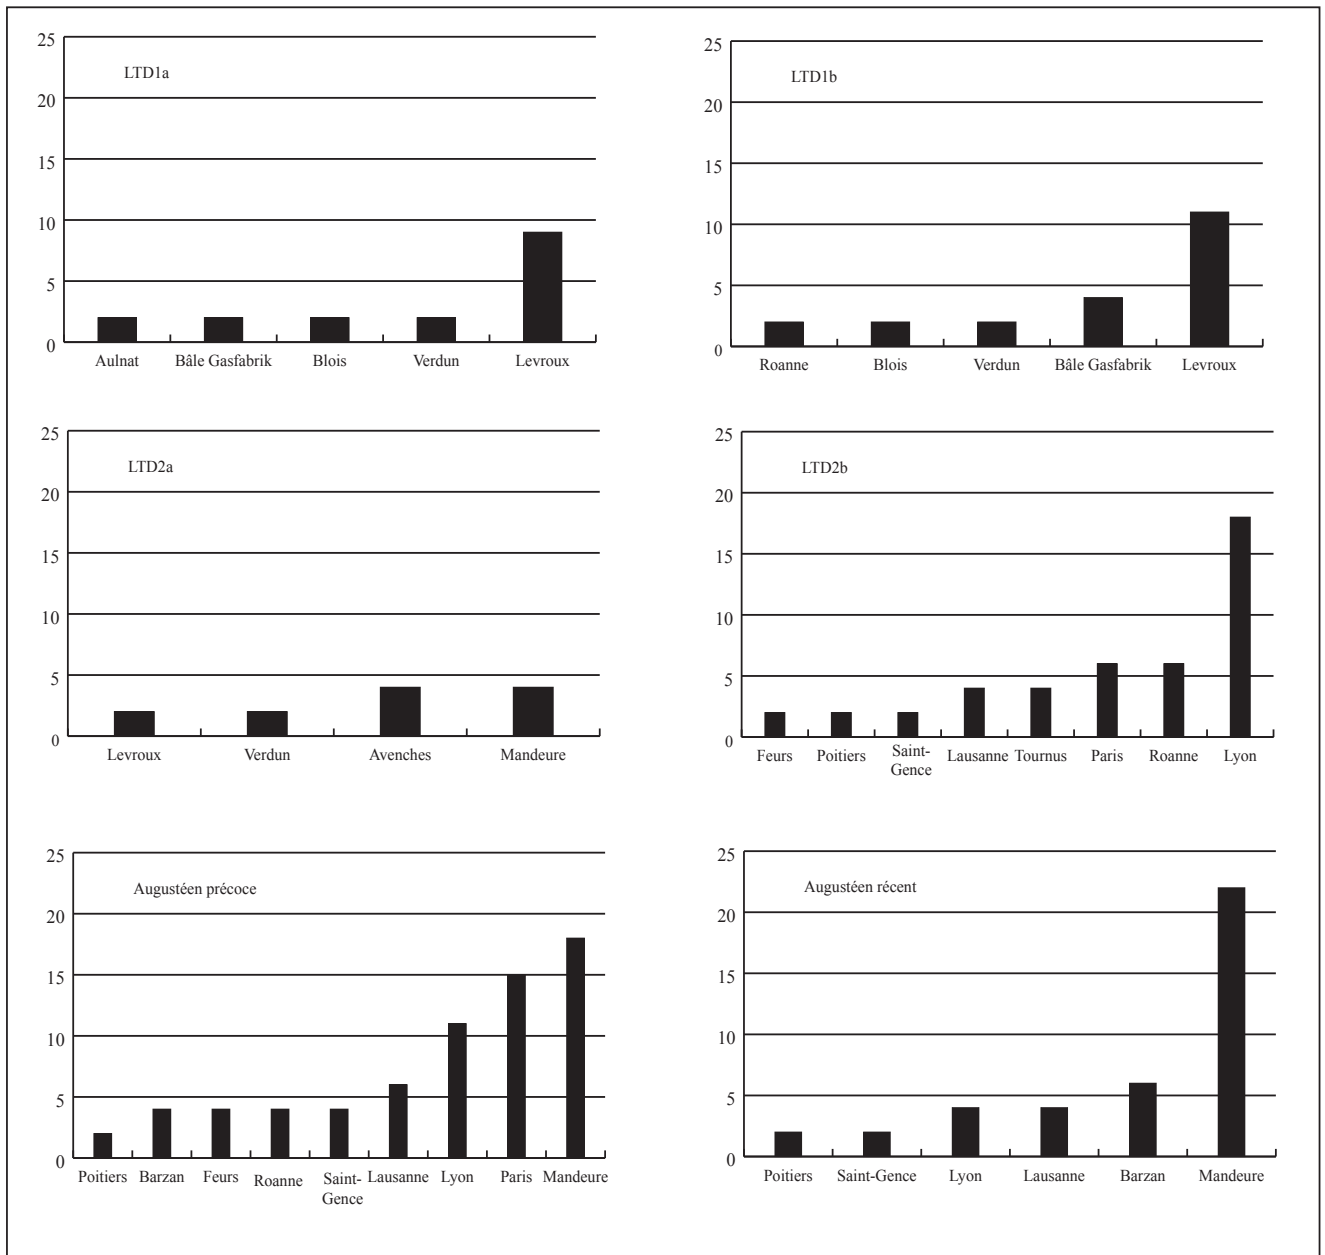 LTD1a
25
20
15
10
5
0
Aulnat Bâle Gasfabrik Blois Verdun Levroux
LTD1b
25
20
15
10
5
0
Roanne Blois Verdun Bâle Gasfabrik Levroux
LTD2a
25
20
15
10
5
0
Levroux Verdun Avenches Mandeure
LTD2b
25
20
15
10
5
0
Feurs Poitiers Saint-
Gence Lausanne Tournus Paris Roanne Lyon
Augustéen précoce
25
20
15
10
5
0
Poitiers Barzan Feurs Roanne Saint-
Gence Lausanne Lyon Paris Mandeure
Augustéen récent
25
20
15
10
5
0
Poitiers Saint-Gence Lyon Lausanne Barzan Mandeure